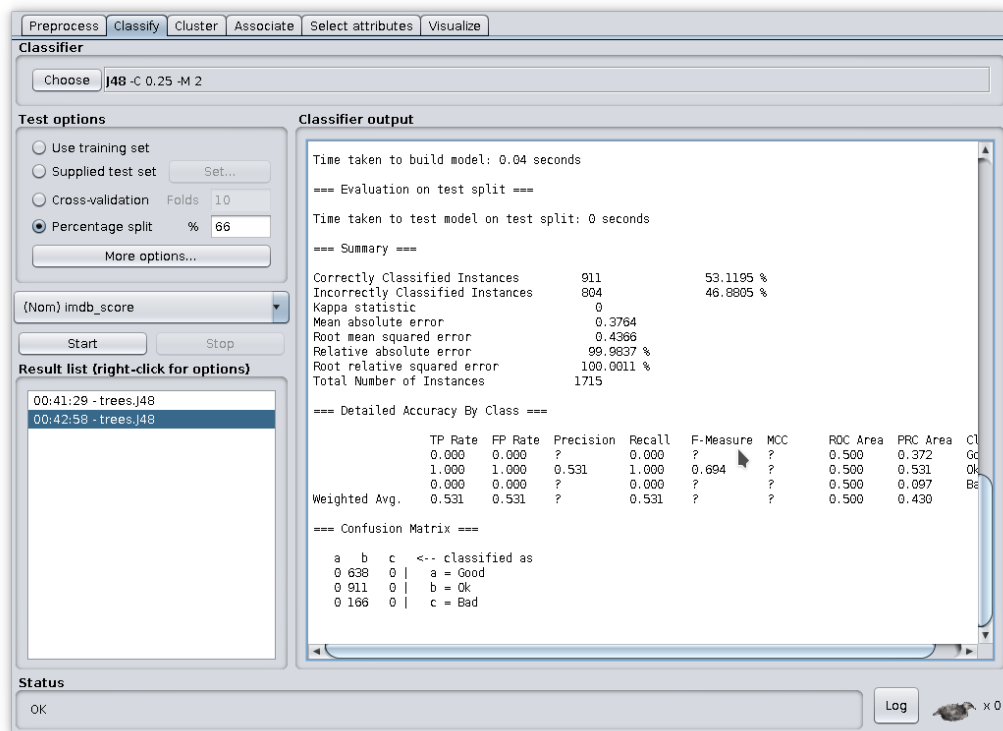 Preprocess Classify Cluster Associate Select attributes Visualize
Classifier
Choose J48 -C 0.25 -M 2
Test options
Use training set
Supplied test set Set...
Cross-validation Folds 10
Percentage split % 66
More options...
(Nom) imdb_score
Start Stop
Result list (right-click for options)
00:41:29 - trees.J48
00:42:58 - trees.J48
Classifier output
Time taken to build model: 0.04 seconds
=== Evaluation on test split ===
Time taken to test model on test split: 0 seconds
=== Summary ===
Correctly Classified Instances 911 53.1195 %
Incorrectly Classified Instances 804 46.8805 %
Kappa statistic 0
Mean absolute error 0.3764
Root mean squared error 0.4366
Relative absolute error 99.9837 %
Root relative squared error 100.0011 %
Total Number of Instances 1715
=== Detailed Accuracy By Class ===
TP Rate FP Rate Precision Recall F-Measure MCC ROC Area PRC Area Cl
0.000 0.000 ? 0.000 ? ? 0.500 0.372 Go
1.000 1.000 0.531 1.000 0.694 ? 0.500 0.531 Ok
0.000 0.000 ? 0.000 ? ? 0.500 0.097 Ba
Weighted Avg. 0.531 0.531 ? 0.531 ? ? 0.500 0.430
=== Confusion Matrix ===
a b c <-- classified as
0 638 0 | a = Good
0 911 0 | b = Ok
0 166 0 | c = Bad
Status
OK
Log x 0